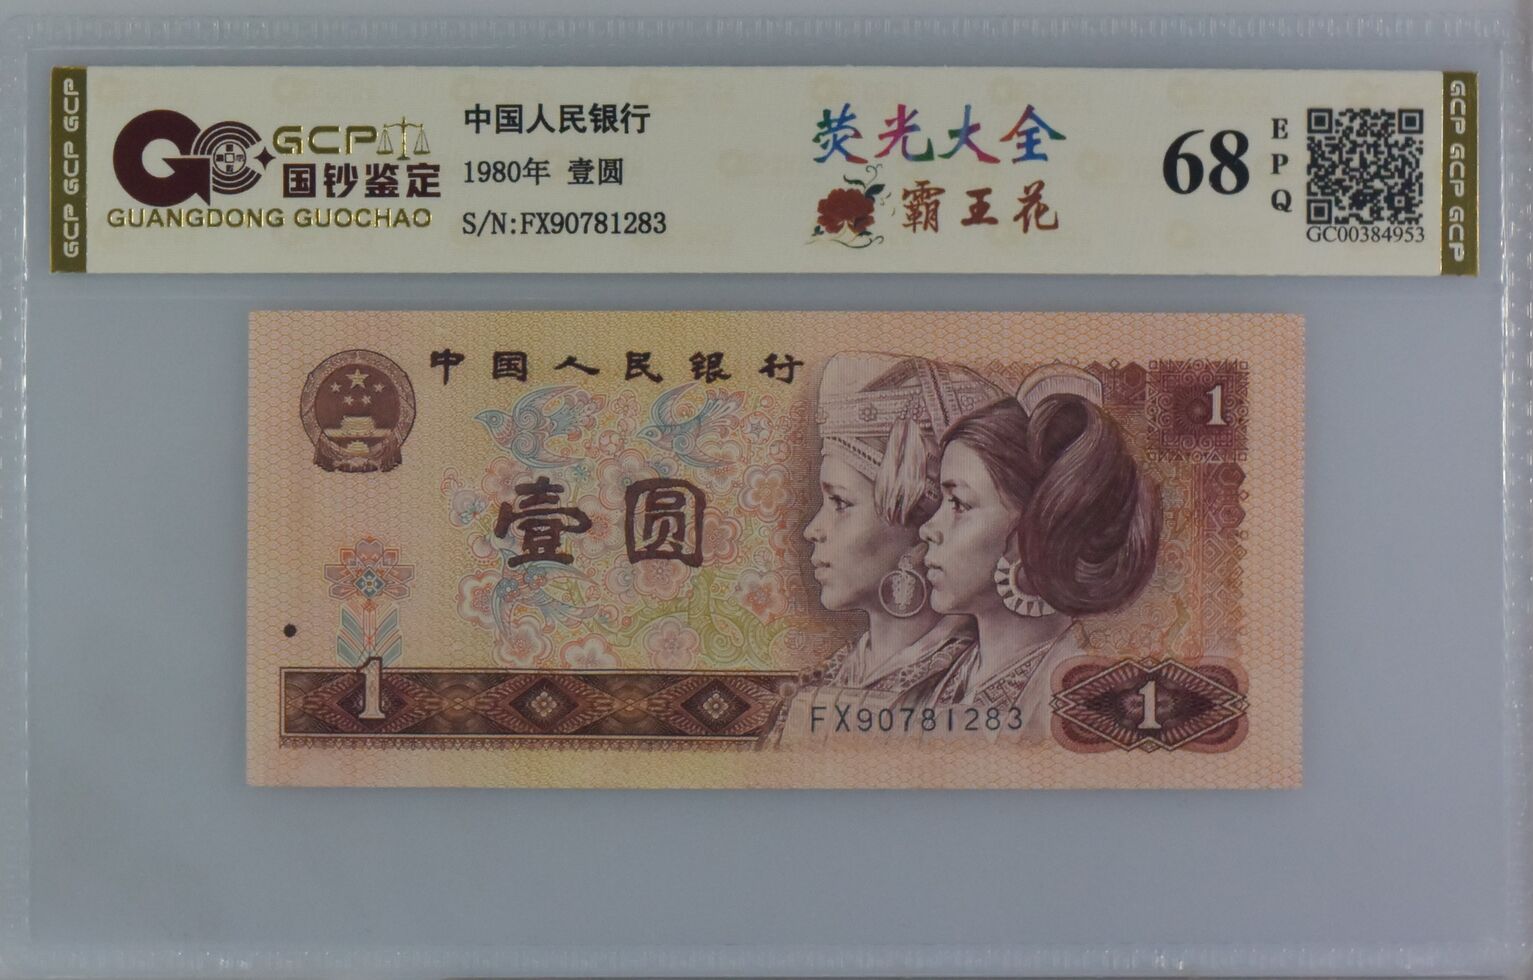 GCP GCP GCP
GCP
国钞鉴定
GUANGDONG GUOCHAO
中国人民银行
1980年 壹圆
S/N:FX90781283
荧光大全
霸王花
68
EPQ
GC00384953
GCP GCP GCP
中国人民银行
1
壹圆
1
FX90781283
1